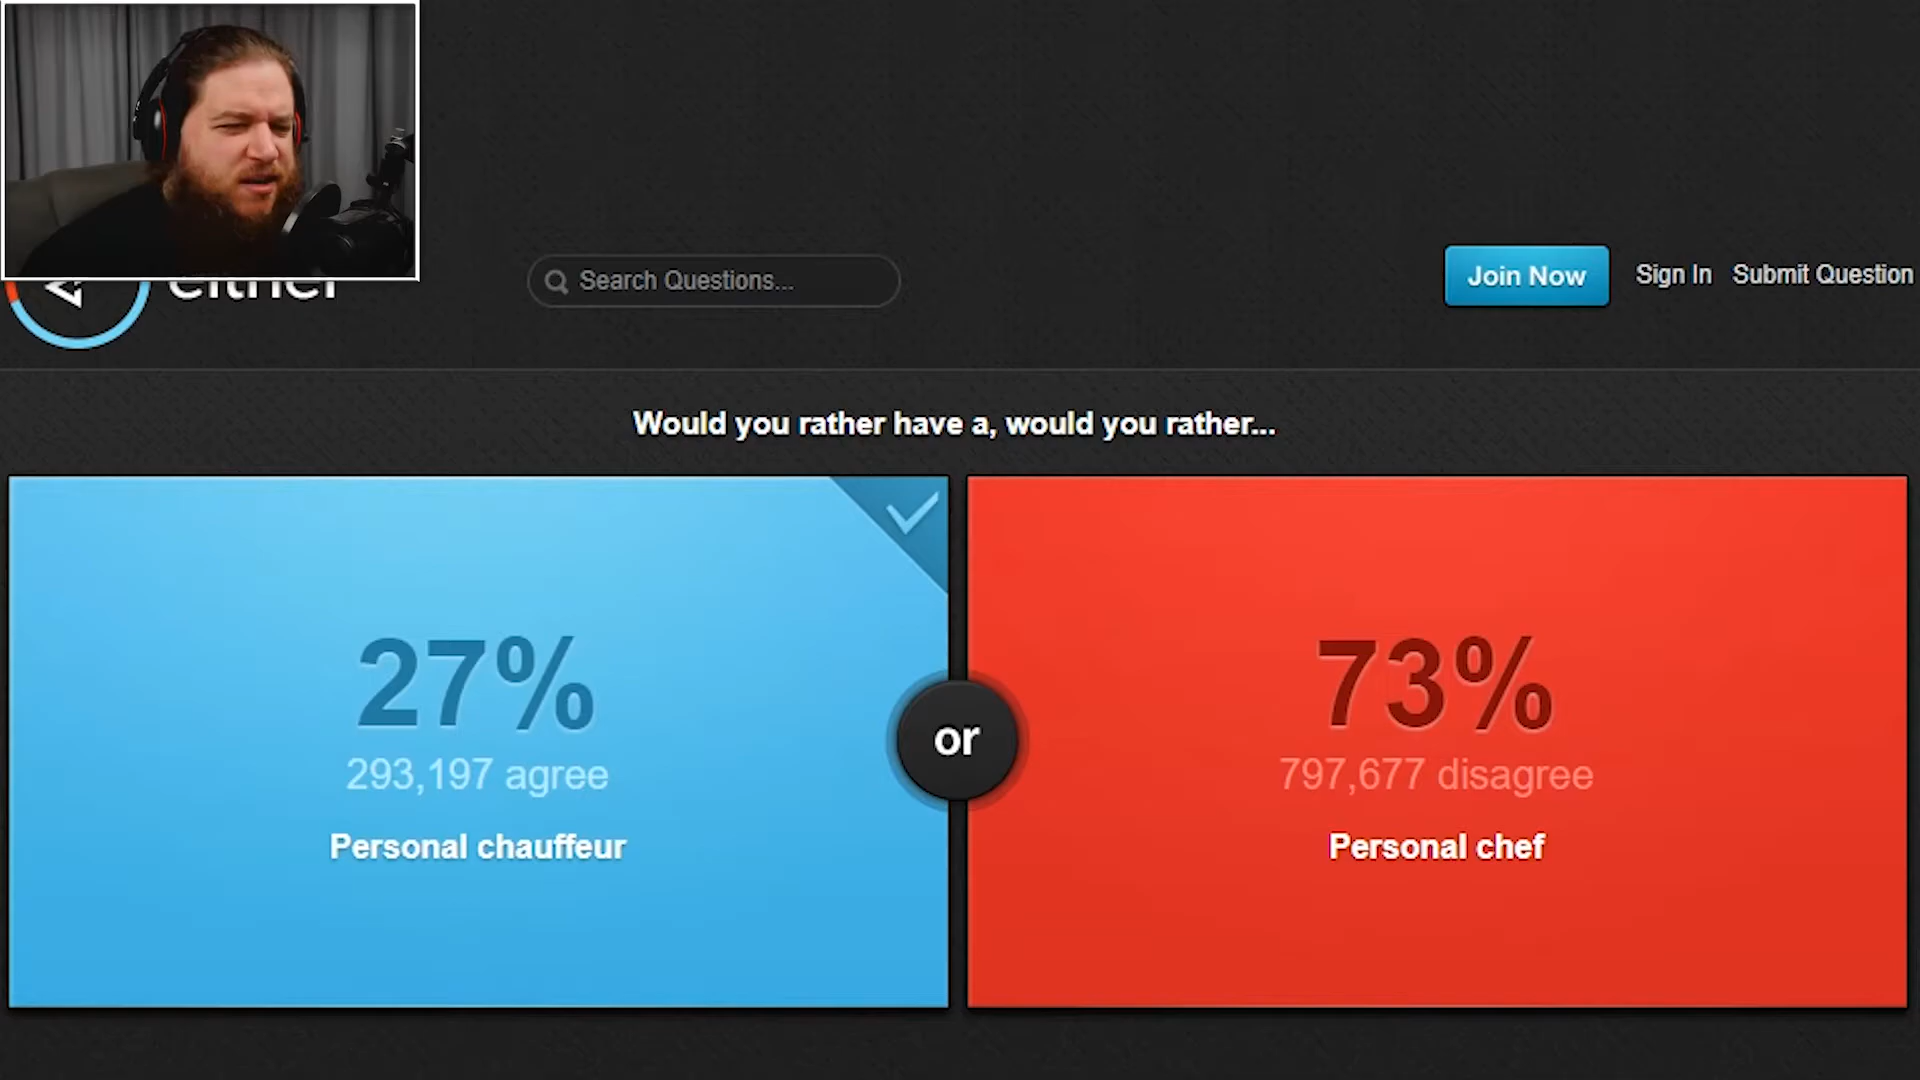 either
Search Questions...
Join Now
Sign In
Submit Question
Would you rather have a, would you rather...
27%
293,197 agree
Personal chauffeur
or
73%
797,677 disagree
Personal chef